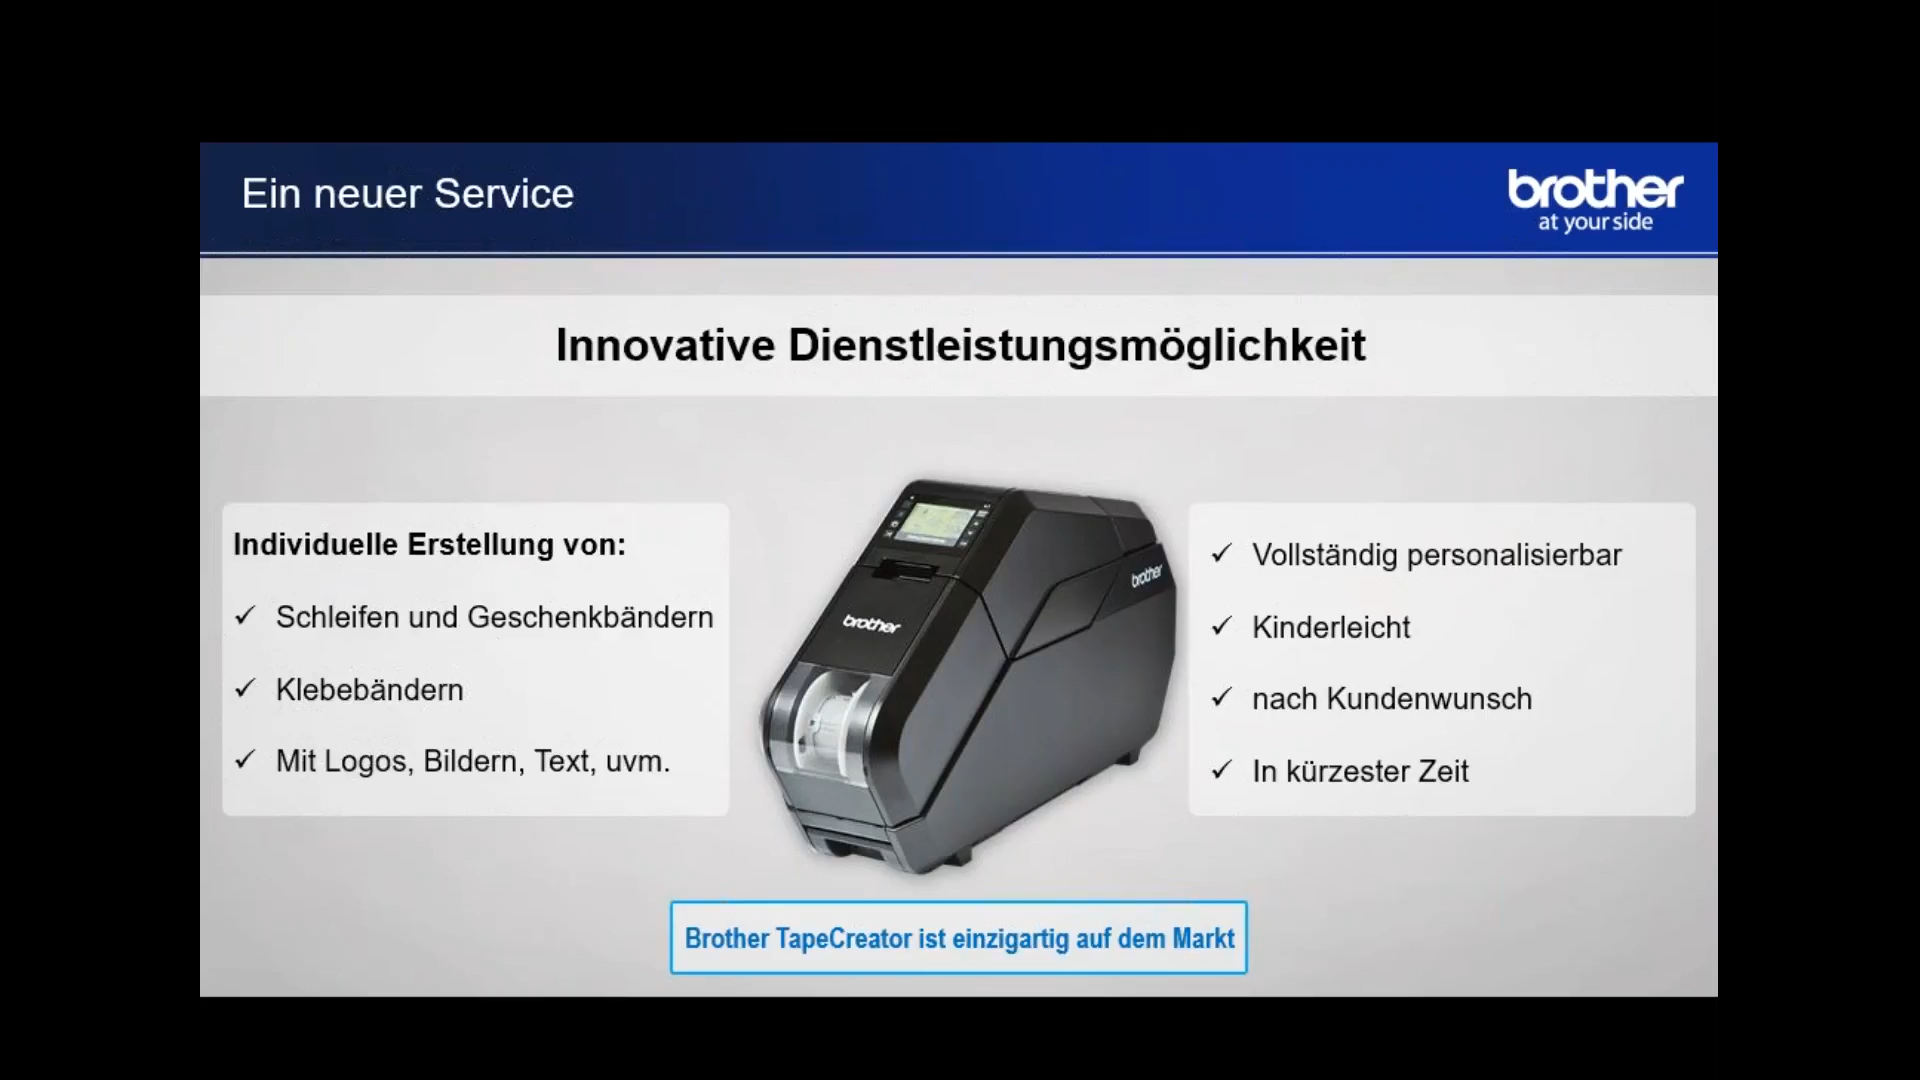 Ein neuer Service
brother
at your side
Innovative Dienstleistungsmöglichkeit
Individuelle Erstellung von:
✓ Schleifen und Geschenkbändern
✓ Klebebändern
✓ Mit Logos, Bildern, Text, uvm.
brother
brother
✓ Vollständig personalisierbar
✓ Kinderleicht
✓ nach Kundenwunsch
✓ In kürzester Zeit
Brother TapeCreator ist einzigartig auf dem Markt